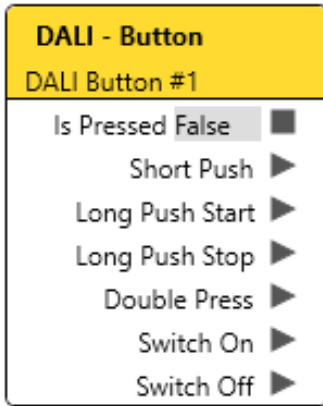 DALI - Button
DALI Button #1
Is Pressed False
Short Push
Long Push Start
Long Push Stop
Double Press
Switch On
Switch Off